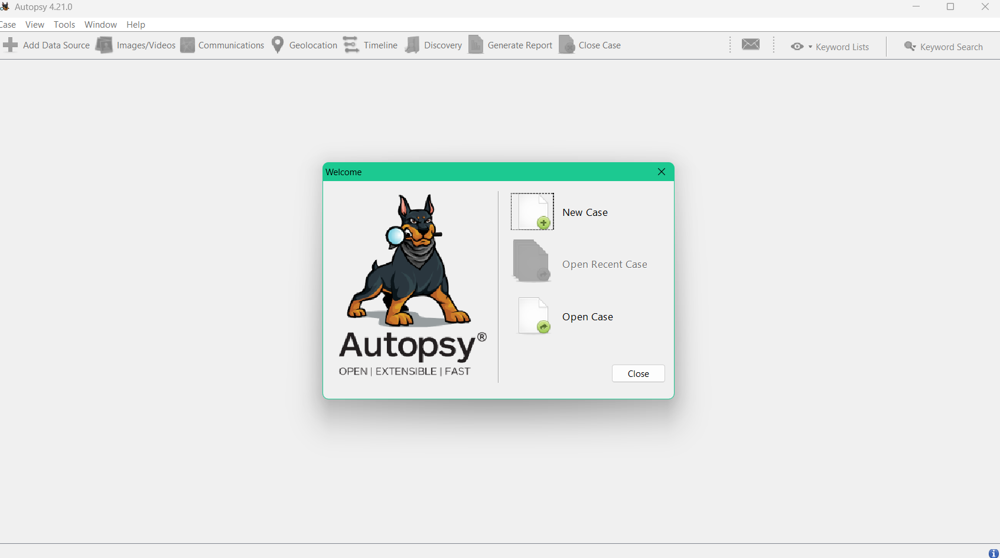 Autopsy 4.21.0
Case View Tools Window Help
Add Data Source Images/Videos Communications Geolocation Timeline Discovery Generate Report Close Case Keyword Lists Keyword Search
Welcome
New Case
Open Recent Case
Open Case
Autopsy®
OPEN | EXTENSIBLE | FAST
Close